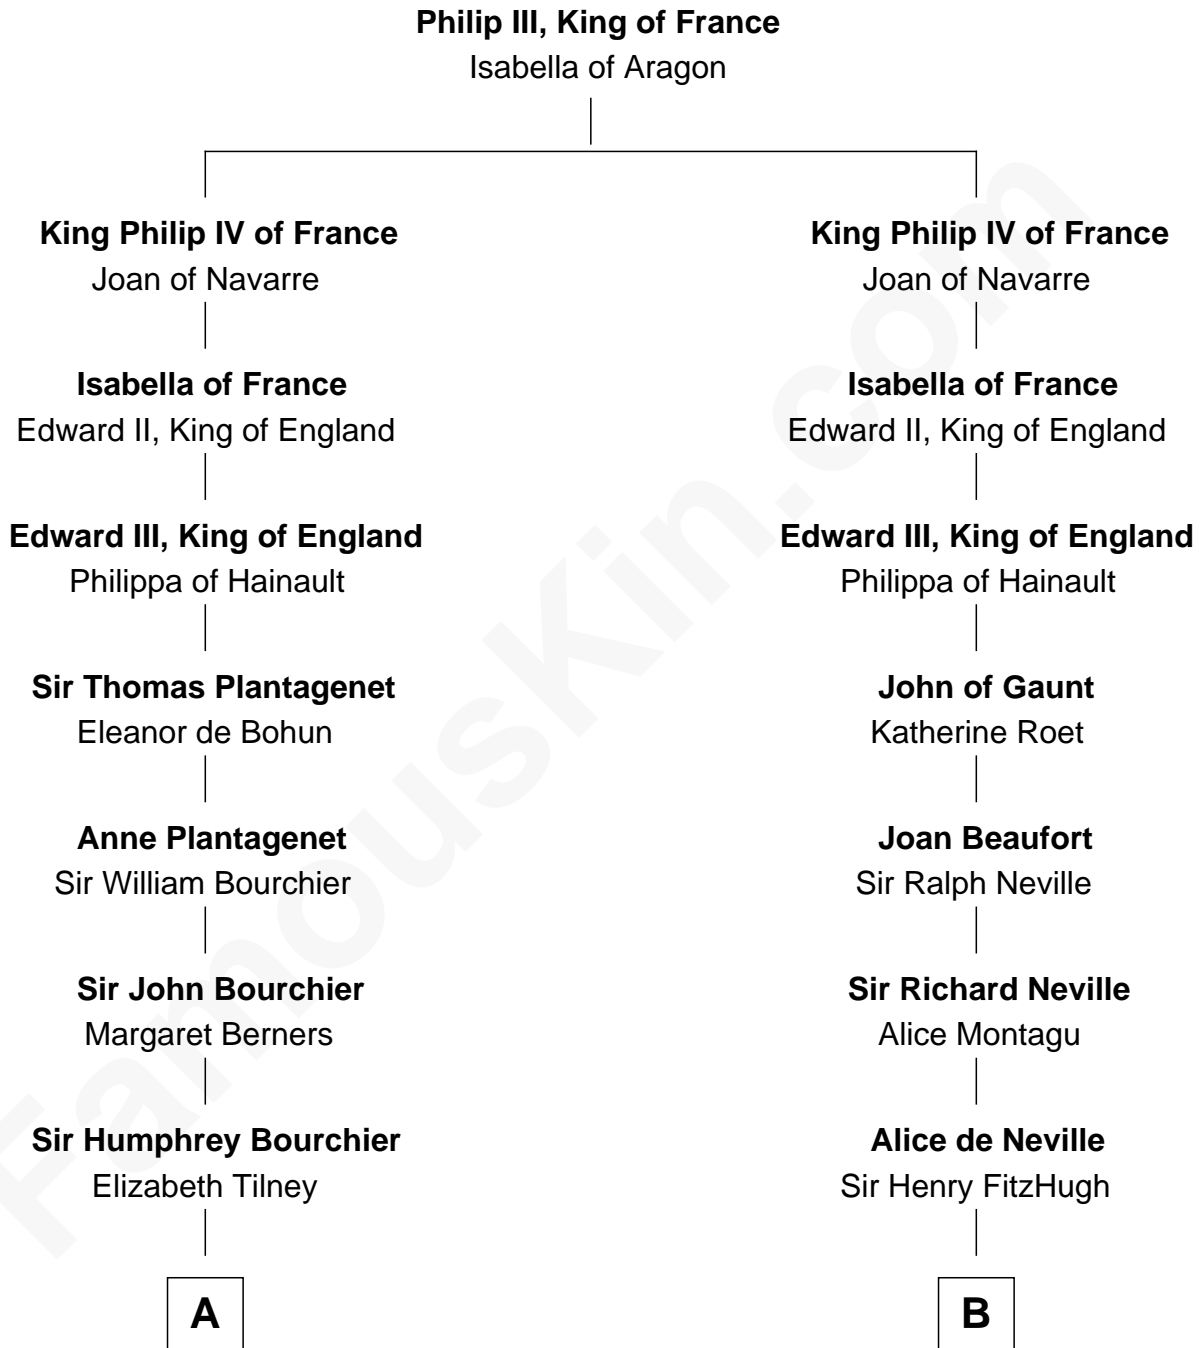 Philip III, King of France
Isabella of Aragon
King Philip IV of France
Joan of Navarre
Isabella of France
Edward II, King of England
Edward III, King of England
Philippa of Hainault
Sir Thomas Plantagenet
Eleanor de Bohun
Anne Plantagenet
Sir William Bourchier
Sir John Bourchier
Margaret Berners
Sir Humphrey Bourchier
Elizabeth Tilney
A
King Philip IV of France
Joan of Navarre
Isabella of France
Edward II, King of England
Edward III, King of England
Philippa of Hainault
John of Gaunt
Katherine Roet
Joan Beaufort
Sir Ralph Neville
Sir Richard Neville
Alice Montagu
Alice de Neville
Sir Henry FitzHugh
B
FamousKin.com